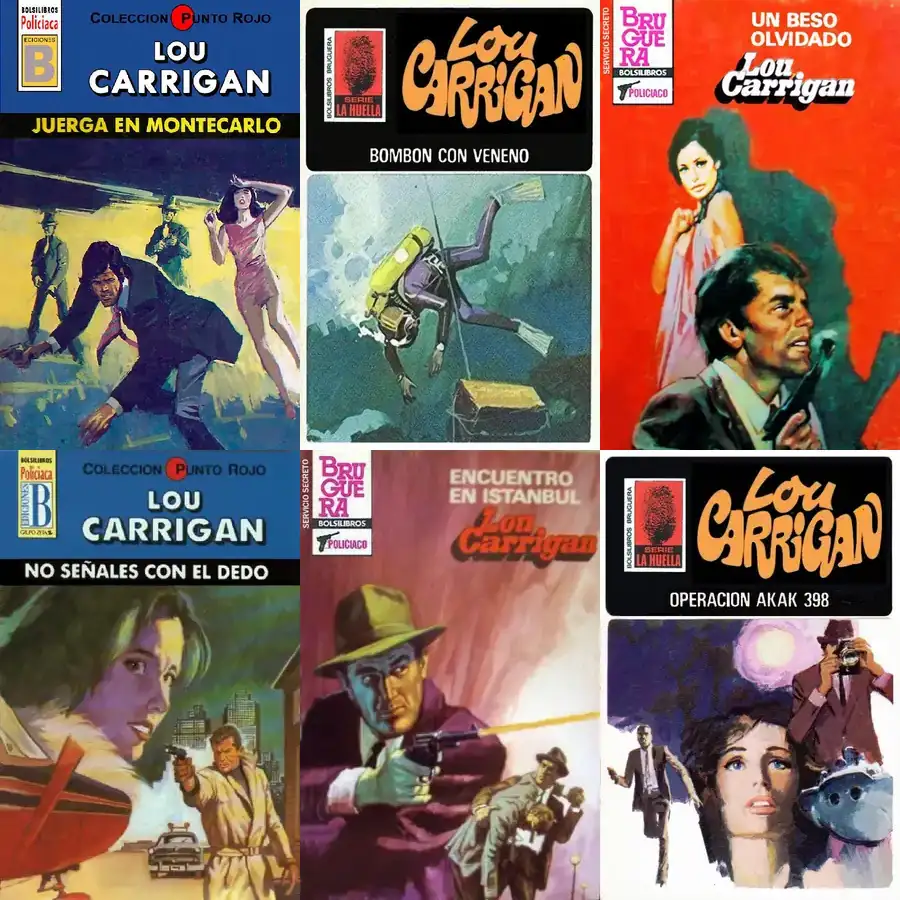 BOLSILIBROS
Policiaca
EDICIONES
B
COLECCION PUNTO ROJO
LOU
CARRIGAN
JUERGA EN MONTECARLO
BOLSILIBROS BRUGUERA
SERIE
LA HUELLA
Lou
CARRIGAN
BOMBON CON VENENO
SERVICIO SECRETO
BRU
GUE
RA
BOLSILIBROS
POLICIACO
UN BESO
OLVIDADO
Lou
Carrigan
BOLSILIBROS
Policiaca
EDICIONES
B
GRUPO ZETA
COLECCION PUNTO ROJO
LOU
CARRIGAN
NO SEÑALES CON EL DEDO
SERVICIO SECRETO
BRU
GUE
RA
BOLSILIBROS
POLICIACO
ENCUENTRO
EN ISTANBUL
Lou
Carrigan
BOLSILIBROS BRUGUERA
SERIE
LA HUELLA
Lou
CARRIGAN
OPERACION AKAK 398